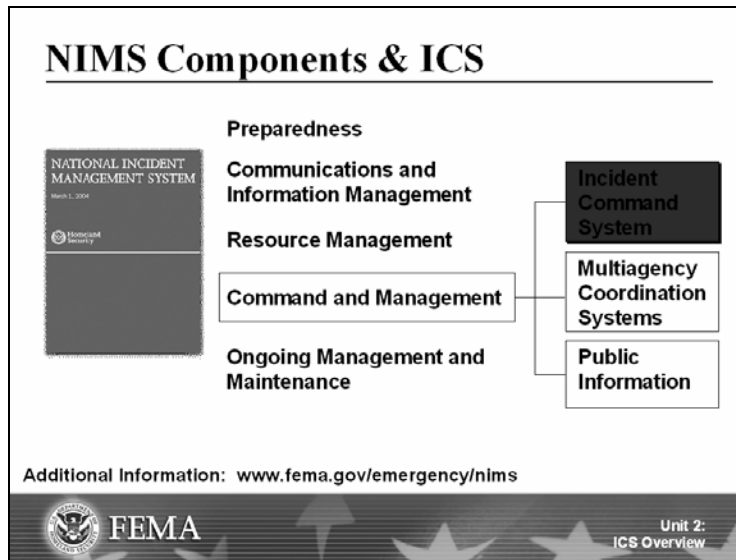 NIMS Components & ICS
NATIONAL INCIDENT
MANAGEMENT SYSTEM
March 1, 2004
Homeland
Security
Preparedness
Communications and
Information Management
Resource Management
Command and Management
Ongoing Management and
Maintenance
Incident
Command
System
Multiagency
Coordination
Systems
Public
Information
Additional Information: www.fema.gov/emergency/nims
FEMA
Unit 2:
ICS Overview